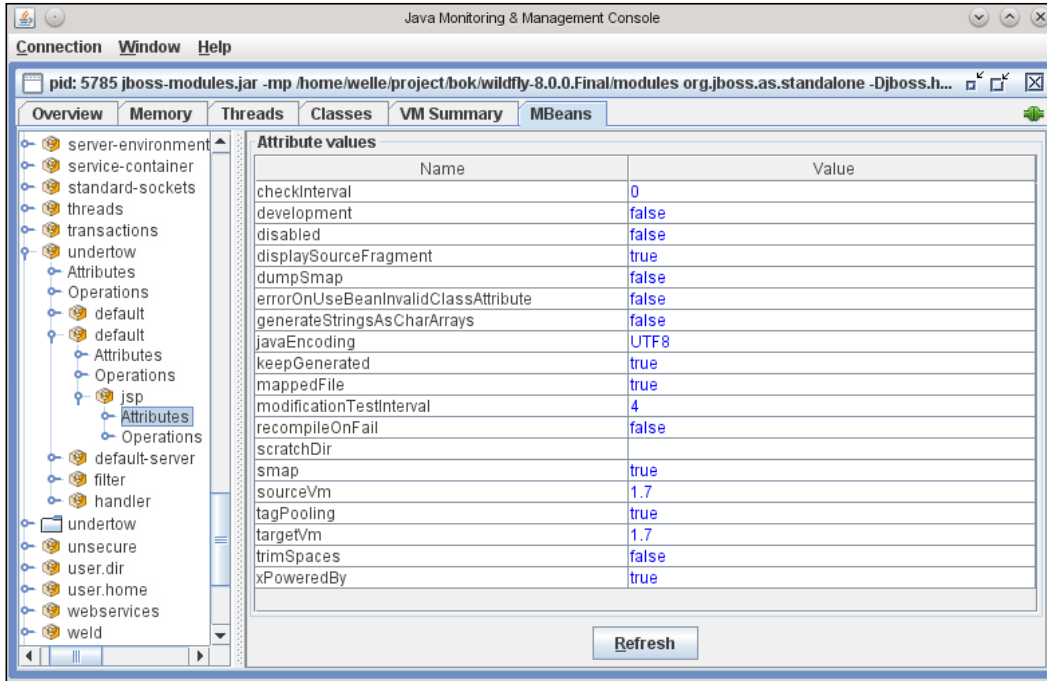 Java Monitoring & Management Console
Connection Window Help
pid: 5785 jboss-modules.jar -mp /home/welle/project/bok/wildfly-8.0.0.Final/modules org.jboss.as.standalone -Djboss.h...
Overview Memory Threads Classes VM Summary MBeans
server-environment
service-container
standard-sockets
threads
transactions
undertow
Attributes
Operations
default
default
Attributes
Operations
jsp
Attributes
Operations
default-server
filter
handler
undertow
unsecure
user.dir
user.home
webservices
weld
Attribute values
Name Value
checkInterval 0
development false
disabled false
displaySourceFragment true
dumpSmap false
errorOnUseBeanInvalidClassAttribute false
generateStringsAsCharArrays false
javaEncoding UTF8
keepGenerated true
mappedFile true
modificationTestInterval 4
recompileOnFail false
scratchDir
smap true
sourceVm 1.7
tagPooling true
targetVm 1.7
trimSpaces false
xPoweredBy true
Refresh